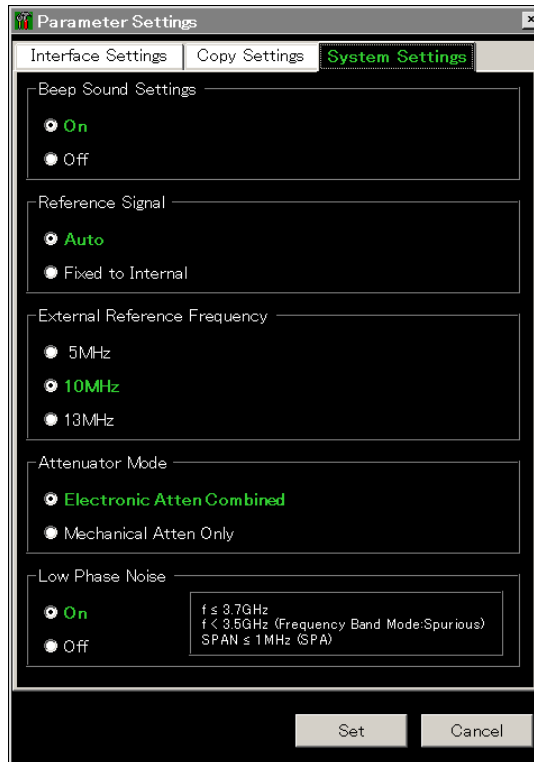 Parameter Settings
Interface Settings Copy Settings System Settings
Beep Sound Settings
On
Off
Reference Signal
Auto
Fixed to Internal
External Reference Frequency
5MHz
10MHz
13MHz
Attenuator Mode
Electronic Atten Combined
Mechanical Atten Only
Low Phase Noise
On
Off
f ≤ 3.7GHz
f < 3.5GHz (Frequency Band Mode:Spurious)
SPAN ≤ 1MHz (SPA)
Set Cancel